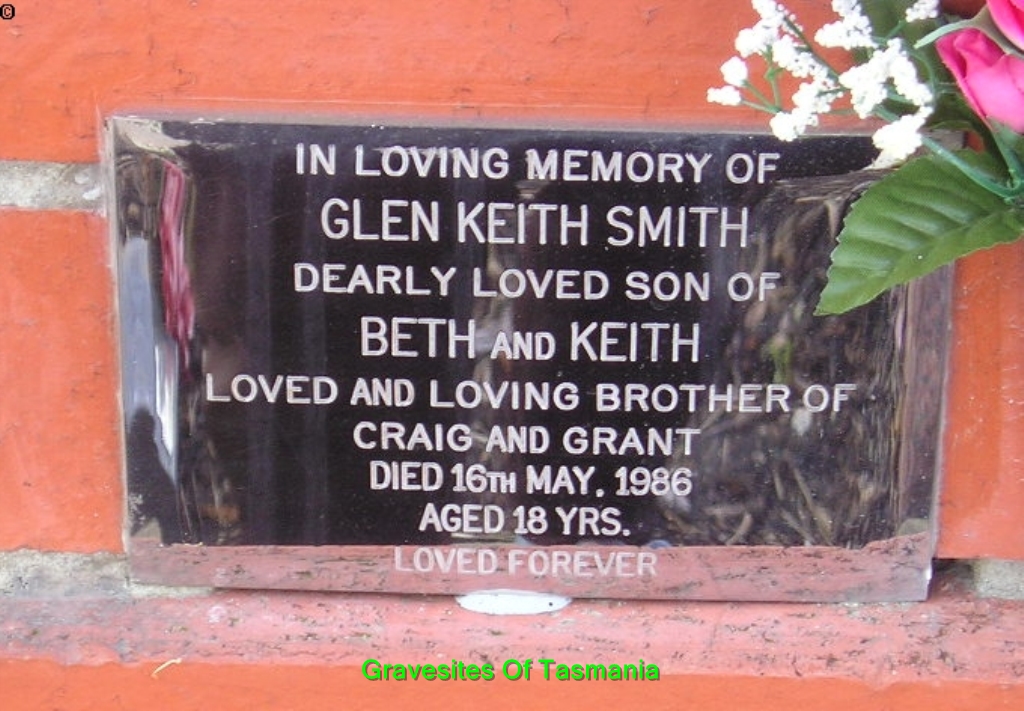 ©
IN LOVING MEMORY OF
GLEN KEITH SMITH
DEARLY LOVED SON OF
BETH AND KEITH
LOVED AND LOVING BROTHER OF
CRAIG AND GRANT
DIED 16TH MAY. 1986
AGED 18 YRS.
LOVED FOREVER
Gravesites Of Tasmania